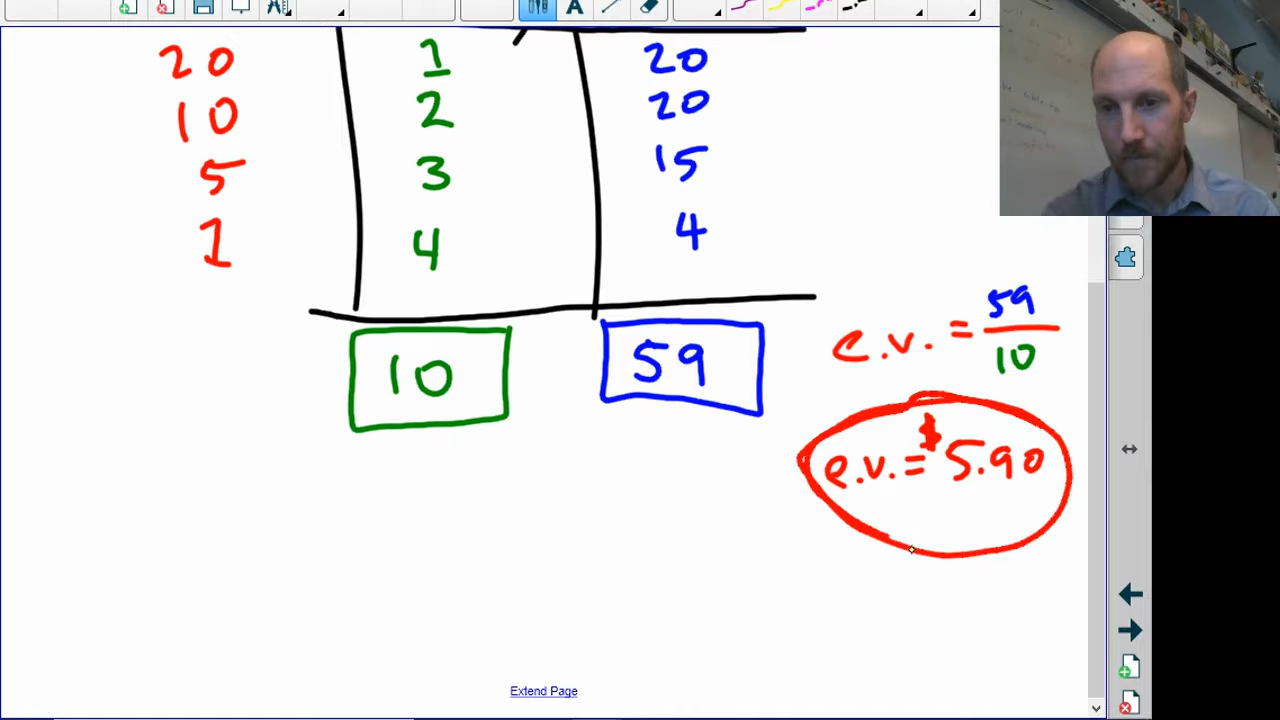 20 1 20
10 2 20
5 3 15
1 4 4
10 59
e.v. = 59
10
e.v. = $5.90
Extend Page
A